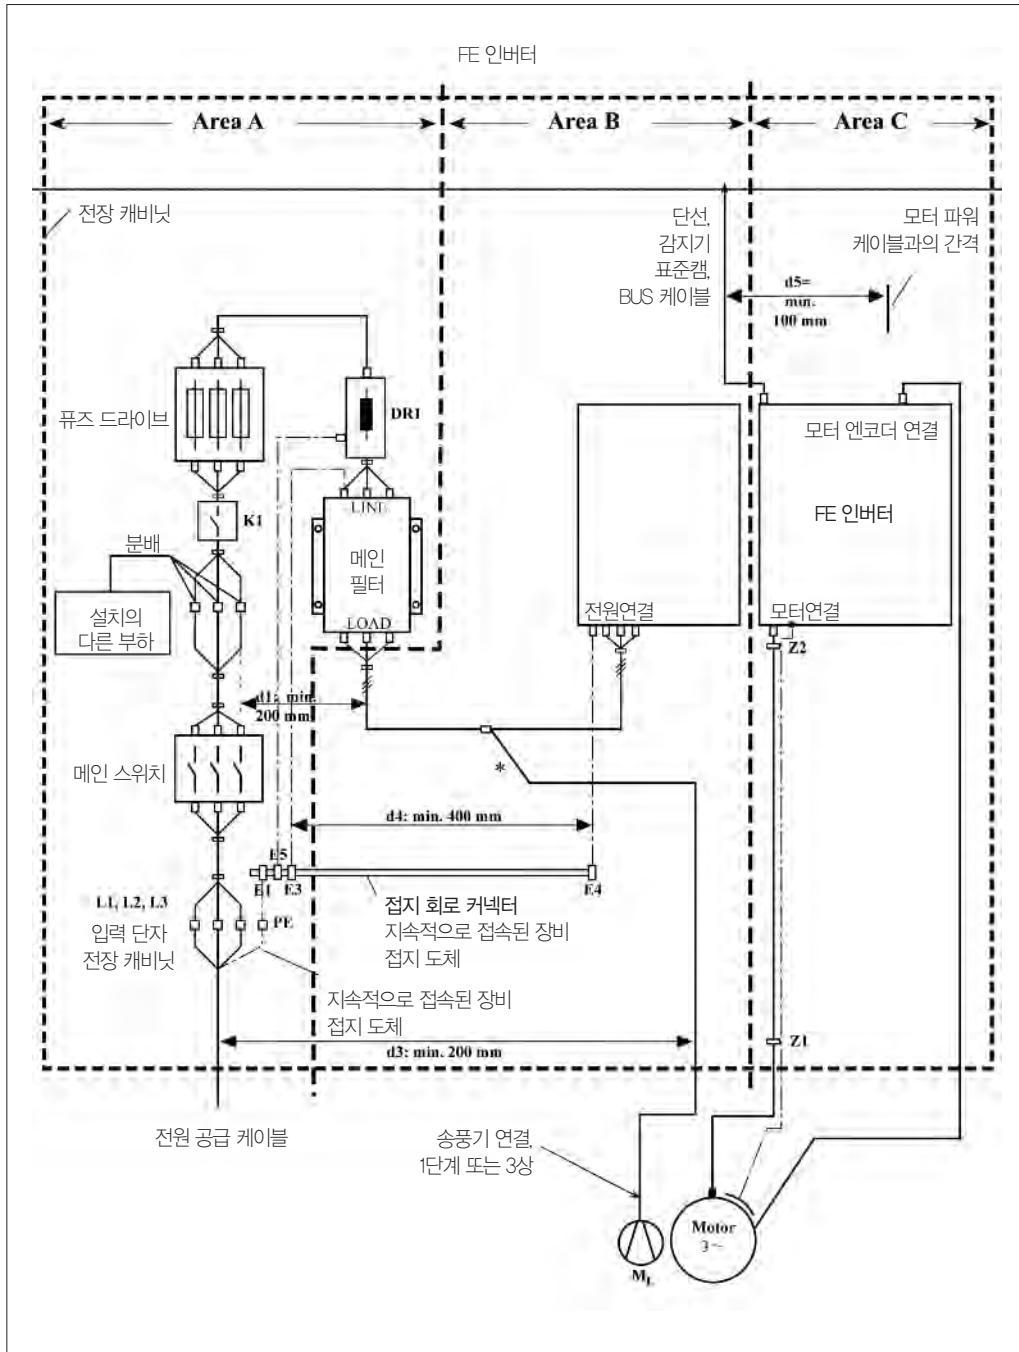 FE 인버터
Area A
Area B
Area C
전장 캐비닛
단선,
감지기
표준캠,
BUS 케이블
모터 파워
케이블과의 간격
d5=
min.
100 mm
퓨즈 드라이브
DR1
모터 엔코더 연결
LINE
K1
FE 인버터
분배
메인
필터
설치의
다른 부하
LOAD
전원연결
모터연결
Z2
d1: min.
200 mm
메인 스위치
*
d4: min. 400 mm
E5
E1
E3
E4
L1, L2, L3
PE
입력 단자
전장 캐비닛
접지 회로 커넥터
지속적으로 접속된 장비
접지 도체
지속적으로 접속된 장비
접지 도체
Z1
d3: min. 200 mm
전원 공급 케이블
송풍기 연결,
1단계 또는 3상
Motor
3 ~
ML